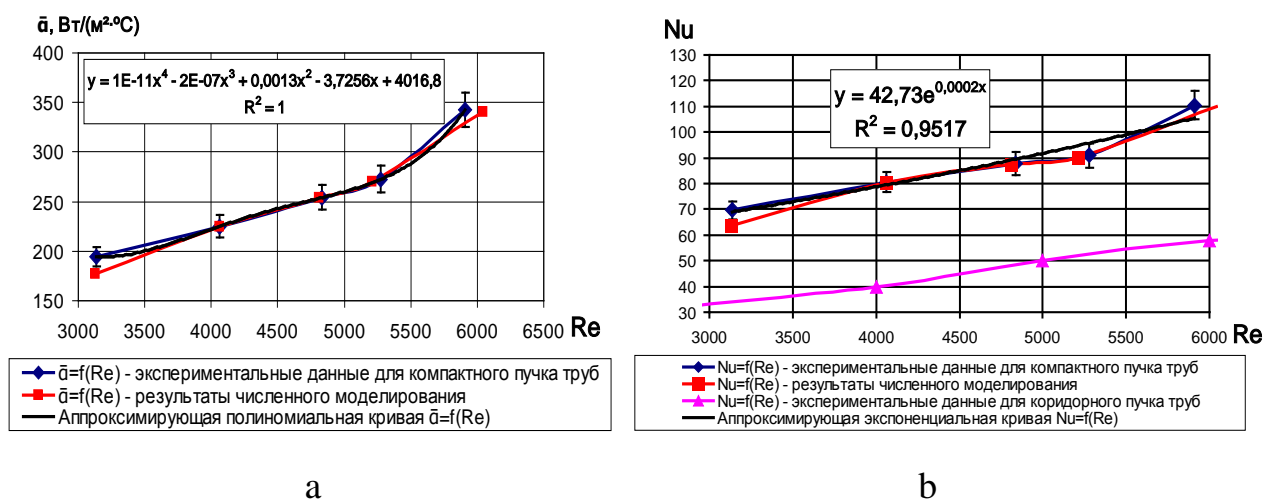 ᾱ, Вт/(м²·ºС)
400
350
300
250
200
150
y = 1E-11x⁴ - 2E-07x³ + 0,0013x² - 3,7256x + 4016,8
R² = 1
3000 3500 4000 4500 5000 5500 6000 6500 Re
ᾱ=f(Re) - экспериментальные данные для компактного пучка труб
ᾱ=f(Re) - результаты численного моделирования
Аппроксимирующая полиномиальная кривая ᾱ=f(Re)
a
Nu
130
120
110
100
90
80
70
60
50
40
30
y = 42,73e⁰,⁰⁰⁰²ˣ
R² = 0,9517
3000 3500 4000 4500 5000 5500 6000 Re
Nu=f(Re) - экспериментальные данные для компактного пучка труб
Nu=f(Re) - результаты численного моделирования
Nu=f(Re) - экспериментальные данные для коридорного пучка труб
Аппроксимирующая экспоненциальная кривая Nu=f(Re)
b